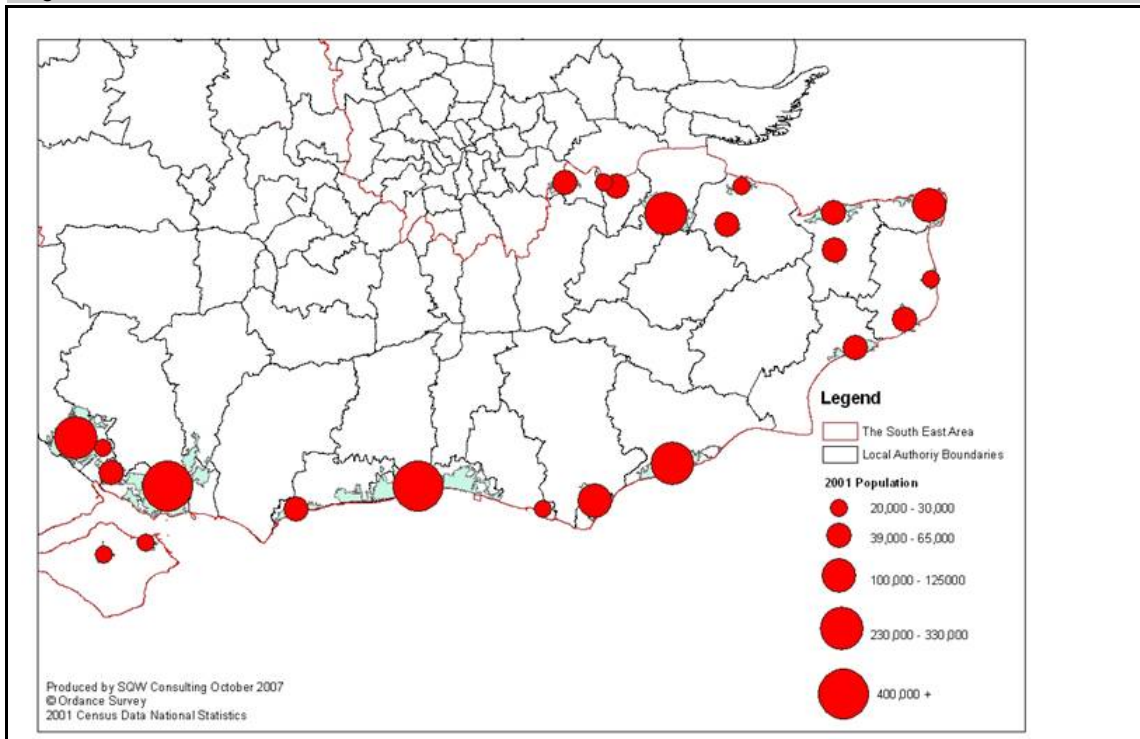 Legend
The South East Area
Local Authoriy Boundaries
2001 Population
20,000 - 30,000
39,000 - 65,000
100,000 - 125000
230,000 - 330,000
400,000 +
Produced by SQW Consulting October 2007
© Ordance Survey
2001 Census Data National Statistics